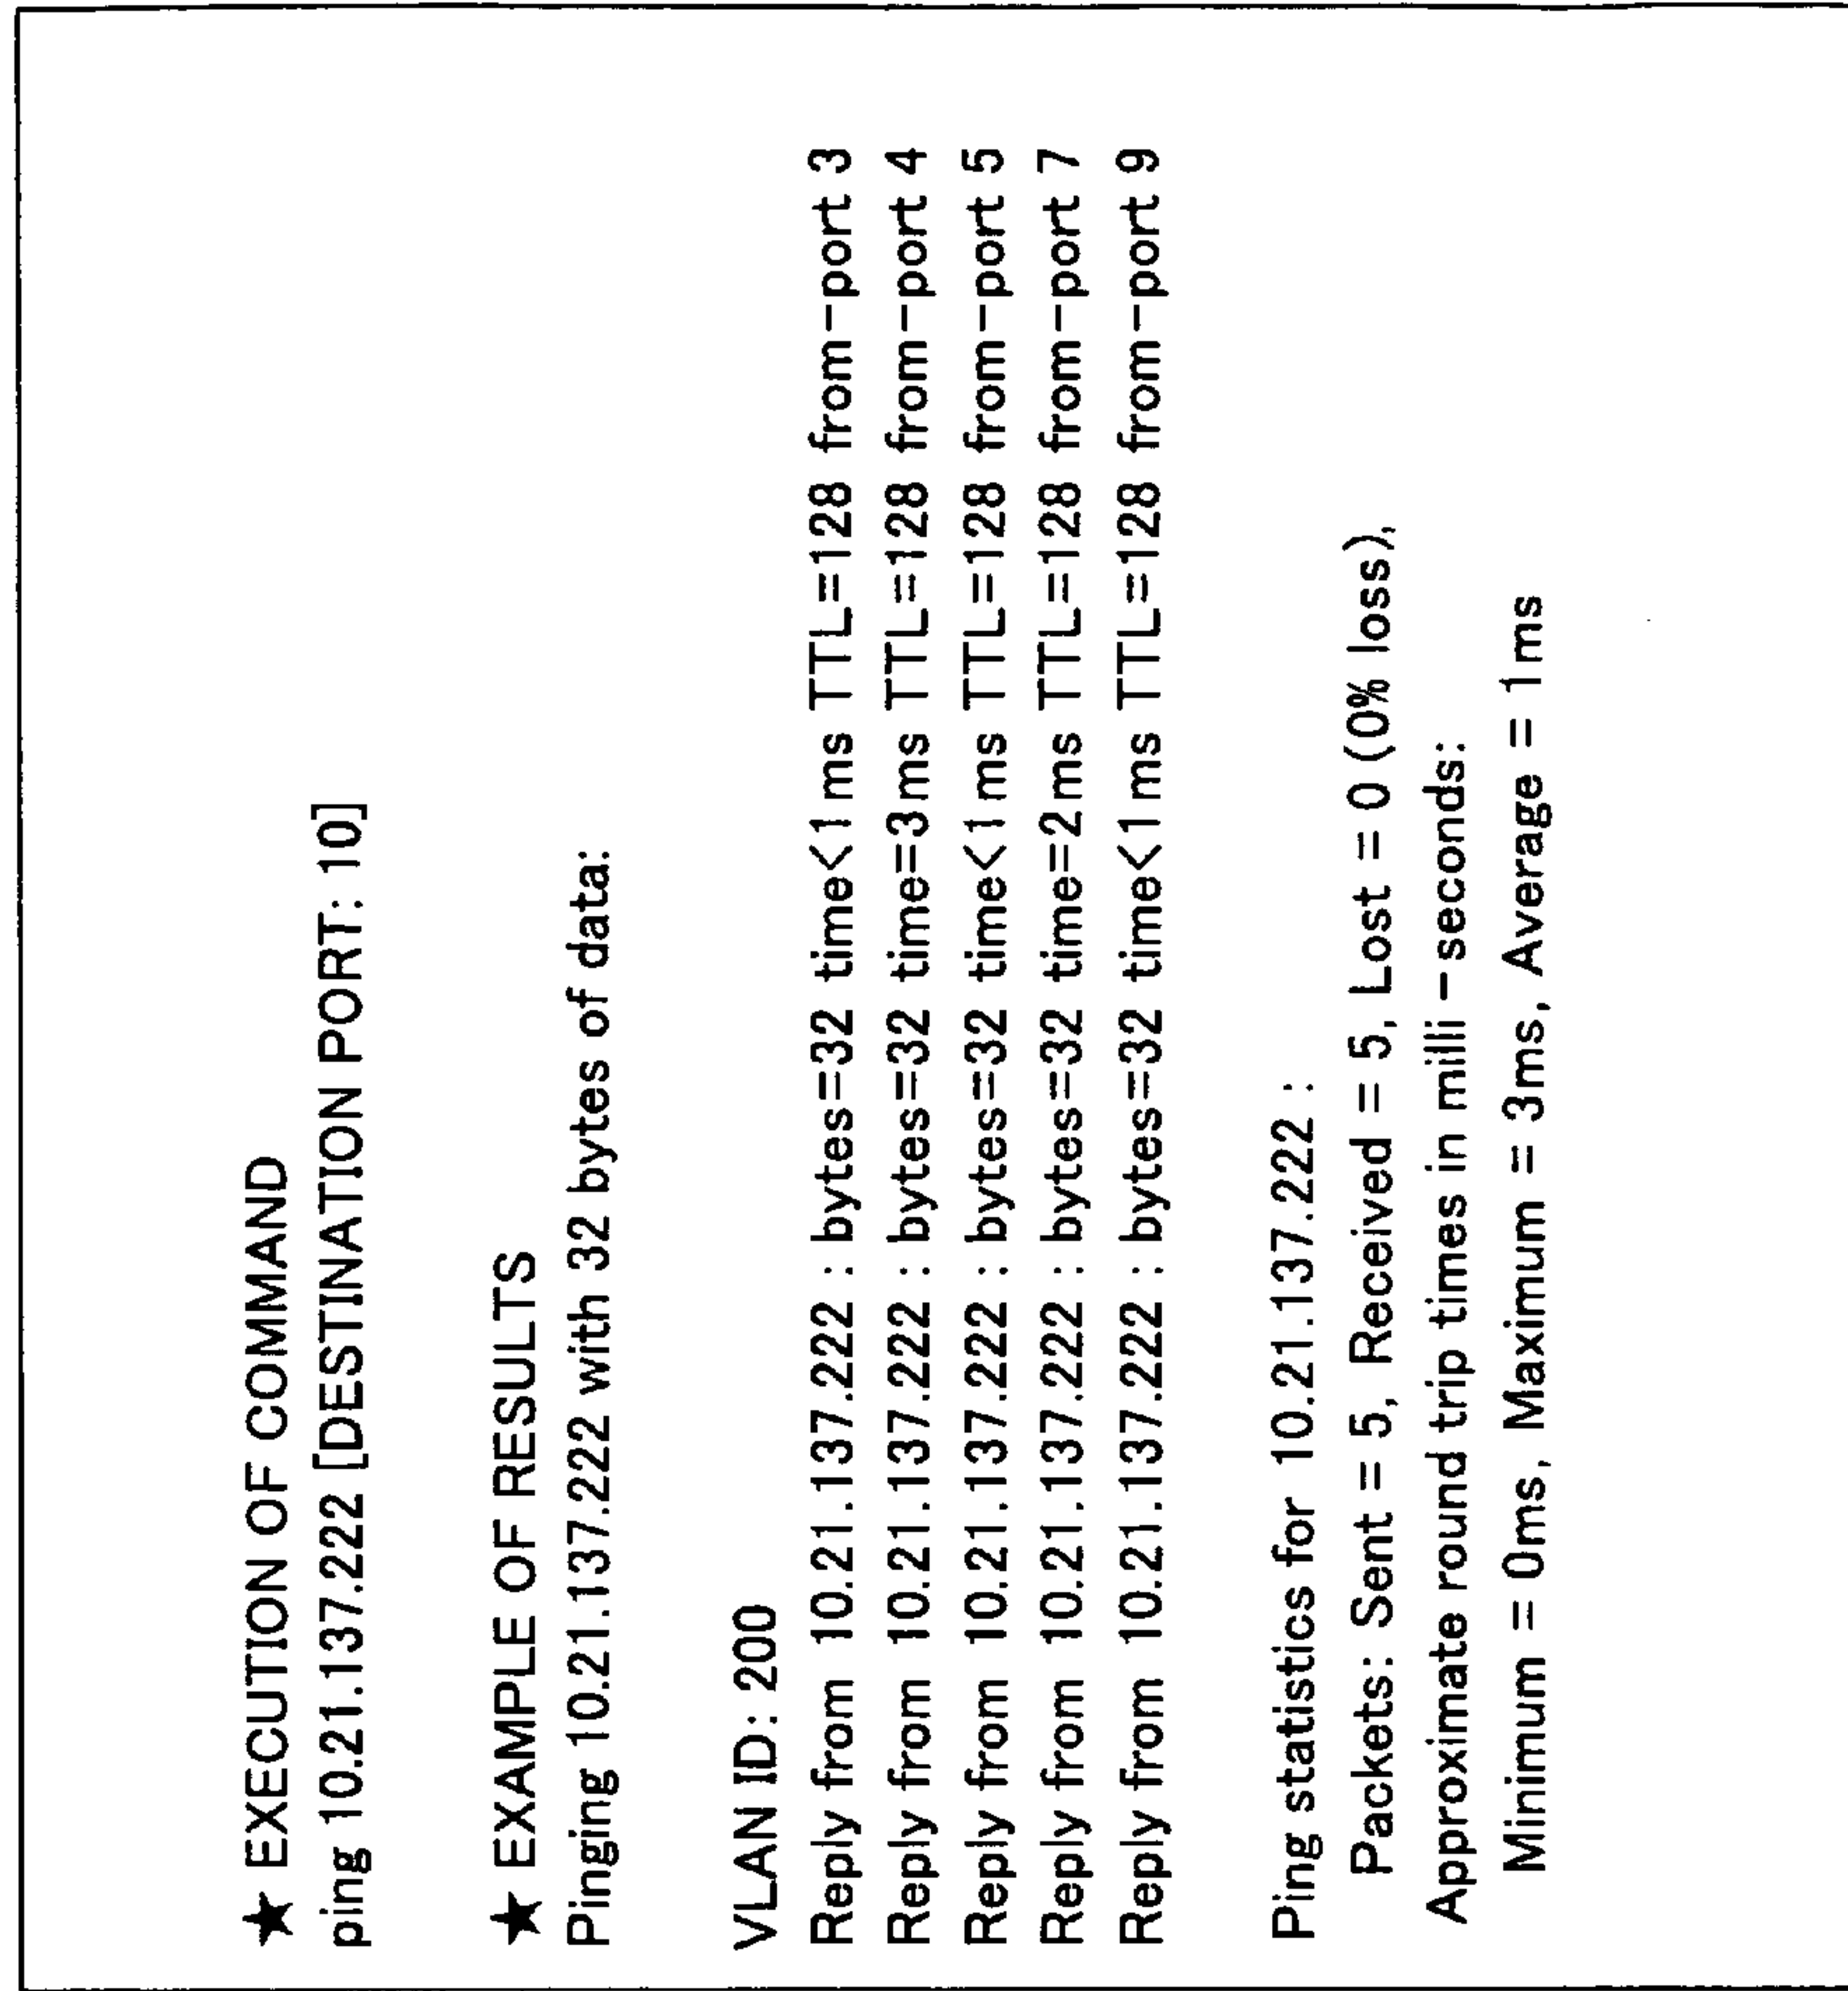 ★ EXECUTION OF COMMAND
ping 10.21.137.222 [DESTINATION PORT: 10]
★ EXAMPLE OF RESULTS
Pinging 10.21.137.222 with 32 bytes of data:
VLAN ID: 200
Reply from 10.21.137.222 : bytes=32 time<1ms TTL=128 from-port 3
Reply from 10.21.137.222 : bytes=32 time=3ms TTL=128 from-port 4
Reply from 10.21.137.222 : bytes=32 time<1ms TTL=128 from-port 5
Reply from 10.21.137.222 : bytes=32 time=2ms TTL=128 from-port 7
Reply from 10.21.137.222 : bytes=32 time<1ms TTL=128 from-port 9
Ping statistics for 10.21.137.222 :
Packets: Sent = 5, Received = 5, Lost = 0 (0% loss),
Approximate round trip times in milli-seconds:
Minimum = 0ms, Maximum = 3ms, Average = 1ms